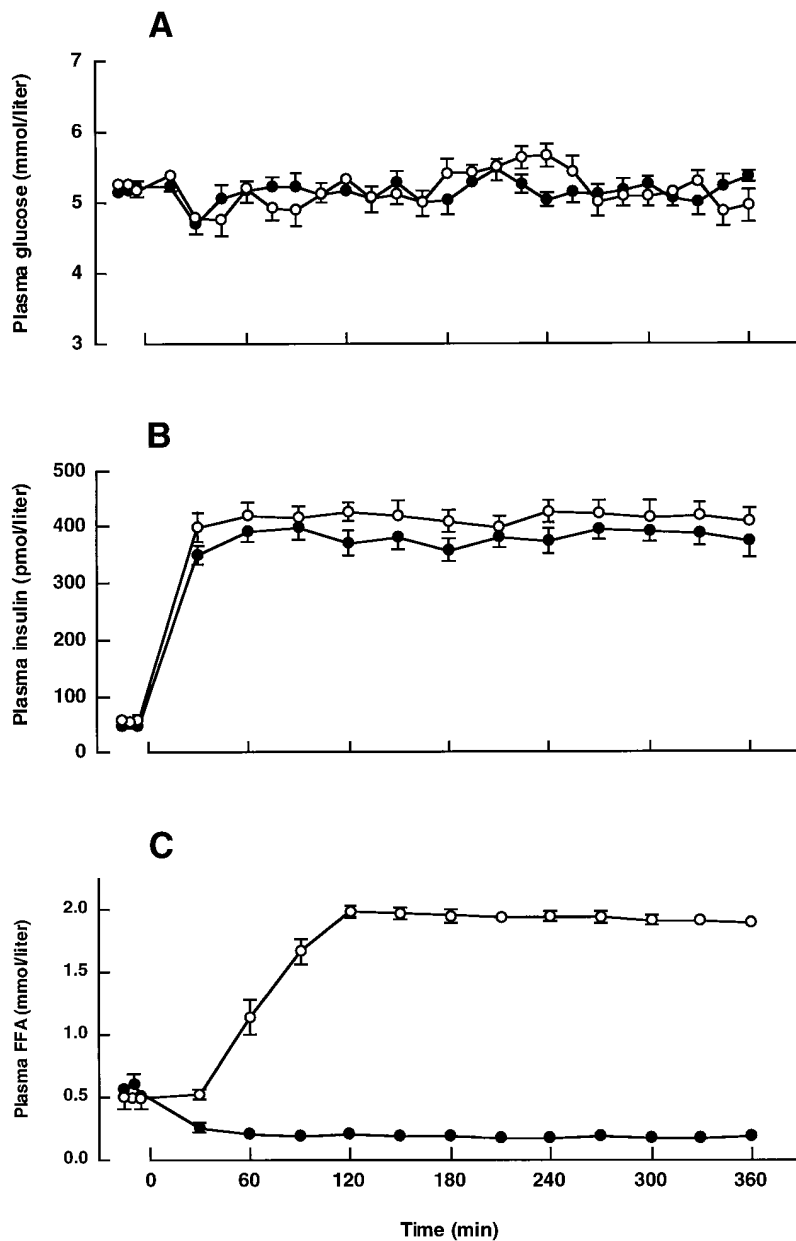 A
Plasma glucose (mmol/liter)
7
6
5
4
3
B
Plasma insulin (pmol/liter)
500
400
300
200
100
0
C
Plasma FFA (mmol/liter)
2.0
1.5
1.0
0.5
0.0
0 60 120 180 240 300 360
Time (min)